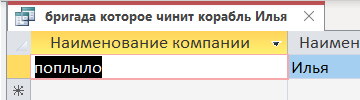 бригада которое чинит корабль Илья
Наименование компании Наимен
поплыло Илья